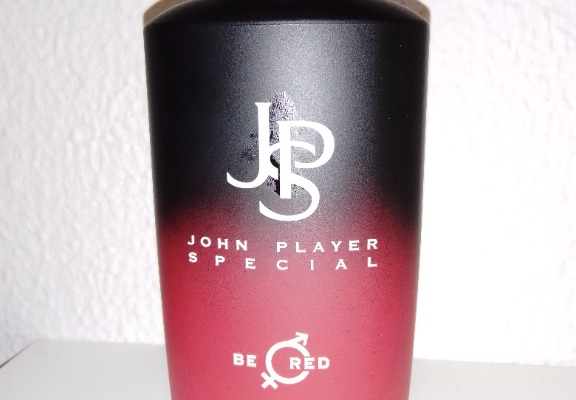 JPS
JOHN PLAYER
SPECIAL
BE RED